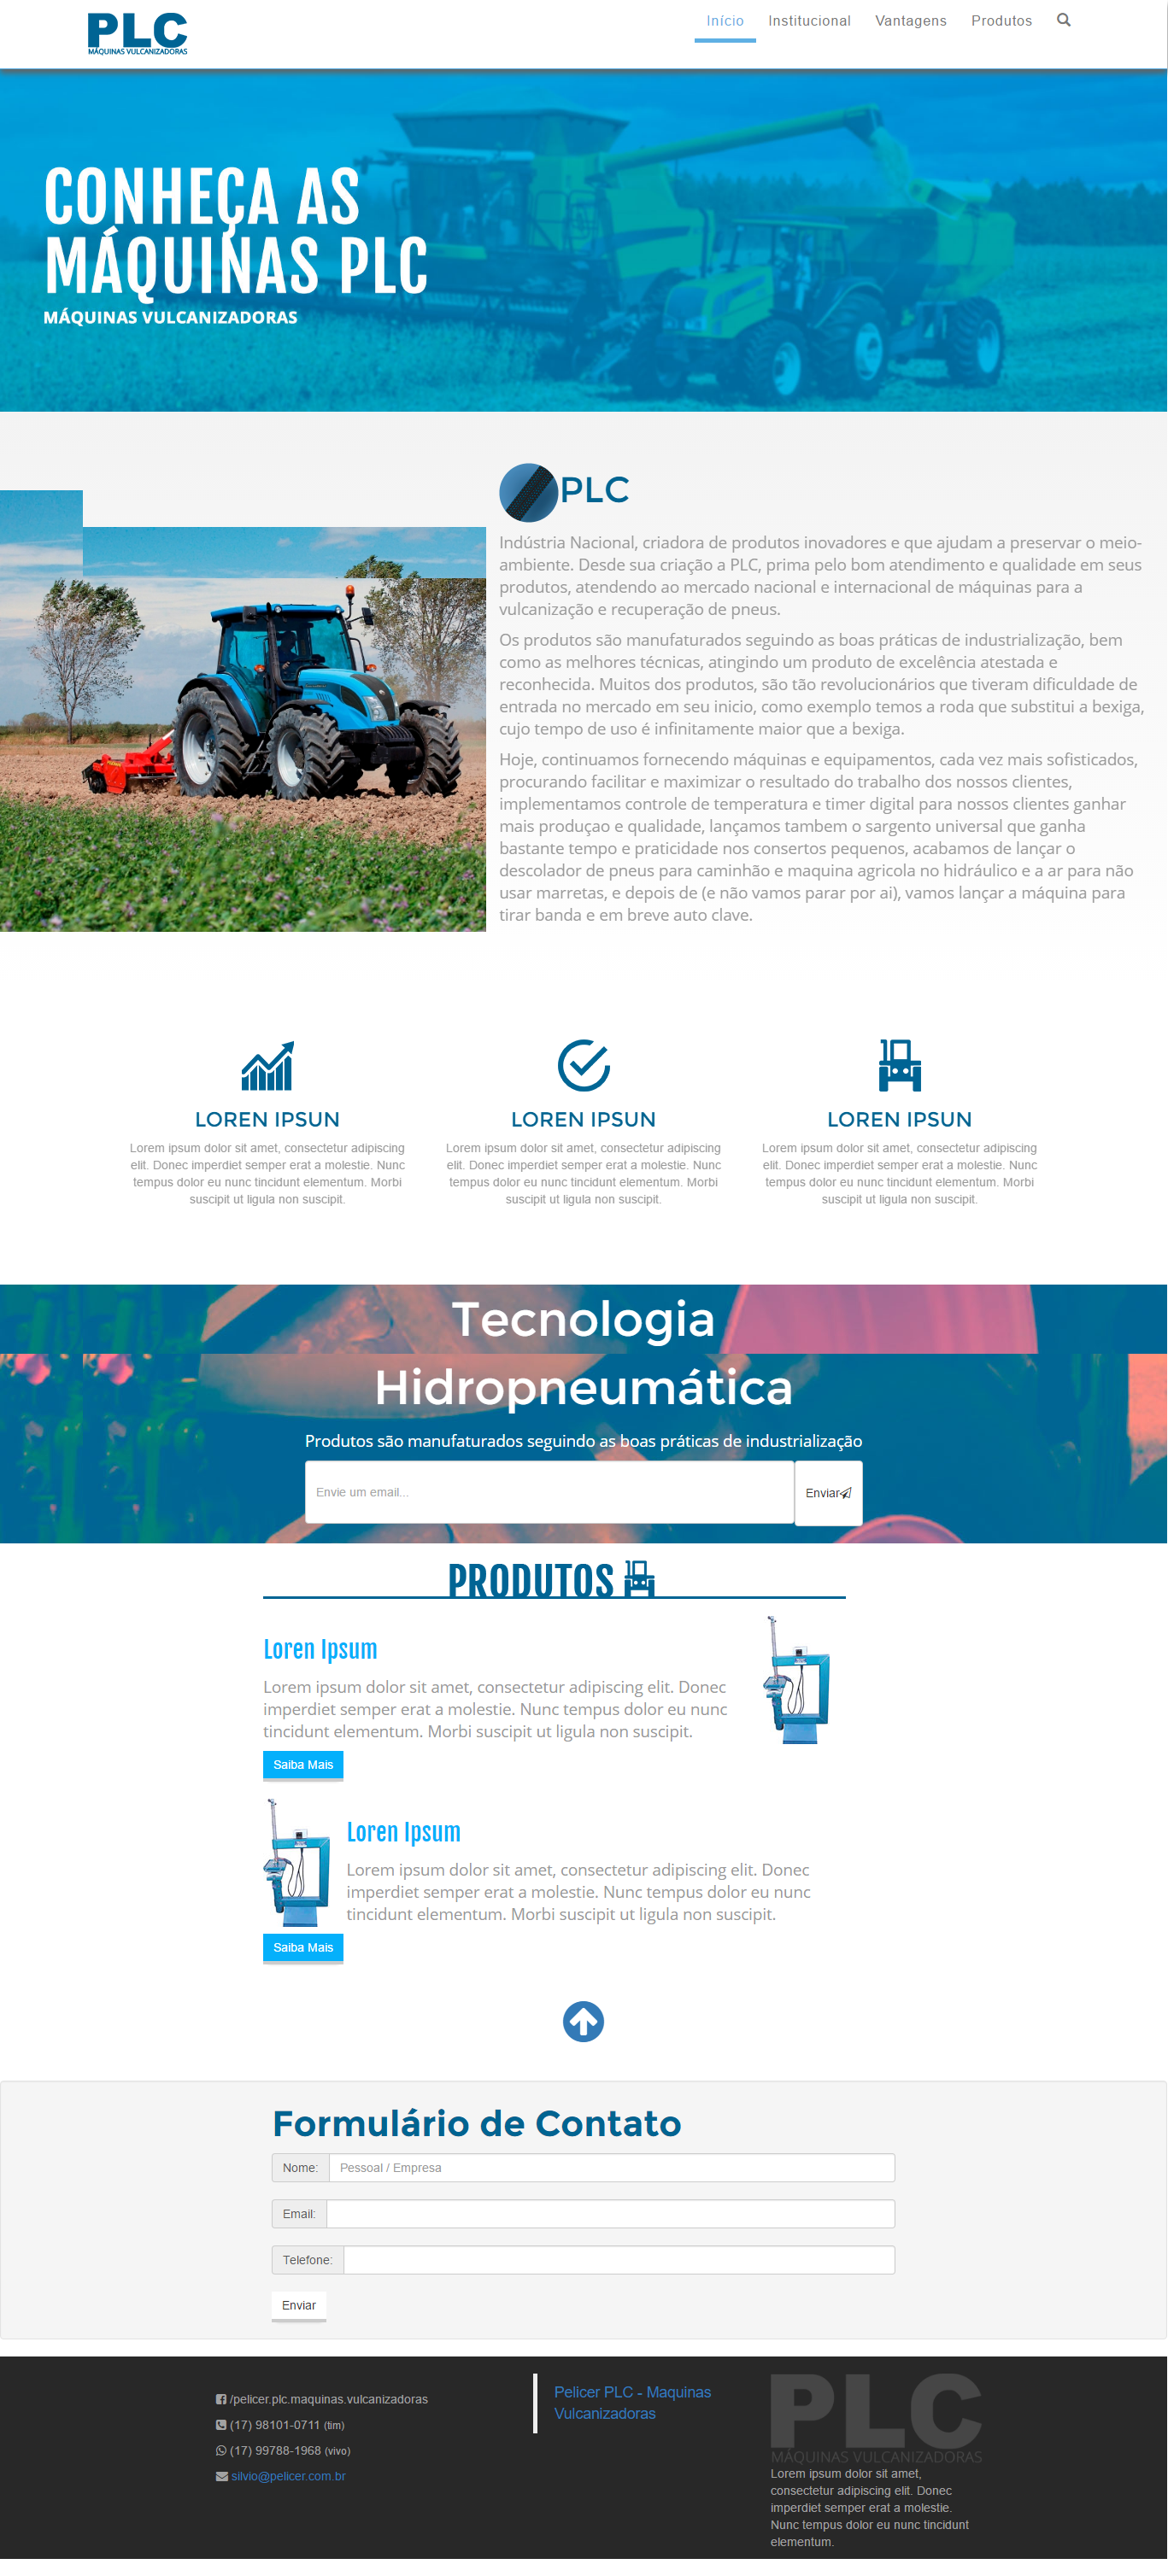 PLC
MÁQUINAS VULCANIZADORAS
Início Institucional Vantagens Produtos
CONHEÇA AS
MÁQUINAS PLC
MÁQUINAS VULCANIZADORAS
PLC
Indústria Nacional, criadora de produtos inovadores e que ajudam a preservar o meio-
ambiente. Desde sua criação a PLC, prima pelo bom atendimento e qualidade em seus
produtos, atendendo ao mercado nacional e internacional de máquinas para a
vulcanização e recuperação de pneus.
Os produtos são manufaturados seguindo as boas práticas de industrialização, bem
como as melhores técnicas, atingindo um produto de excelência atestada e
reconhecida. Muitos dos produtos, são tão revolucionários que tiveram dificuldade de
entrada no mercado em seu inicio, como exemplo temos a roda que substitui a bexiga,
cujo tempo de uso é infinitamente maior que a bexiga.
Hoje, continuamos fornecendo máquinas e equipamentos, cada vez mais sofisticados,
procurando facilitar e maximizar o resultado do trabalho dos nossos clientes,
implementamos controle de temperatura e timer digital para nossos clientes ganhar
mais produçao e qualidade, lançamos tambem o sargento universal que ganha
bastante tempo e praticidade nos consertos pequenos, acabamos de lançar o
descolador de pneus para caminhão e maquina agricola no hidráulico e a ar para não
usar marretas, e depois de (e não vamos parar por ai), vamos lançar a máquina para
tirar banda e em breve auto clave.
LOREN IPSUN
Lorem ipsum dolor sit amet, consectetur adipiscing
elit. Donec imperdiet semper erat a molestie. Nunc
tempus dolor eu nunc tincidunt elementum. Morbi
suscipit ut ligula non suscipit.
LOREN IPSUN
Lorem ipsum dolor sit amet, consectetur adipiscing
elit. Donec imperdiet semper erat a molestie. Nunc
tempus dolor eu nunc tincidunt elementum. Morbi
suscipit ut ligula non suscipit.
LOREN IPSUN
Lorem ipsum dolor sit amet, consectetur adipiscing
elit. Donec imperdiet semper erat a molestie. Nunc
tempus dolor eu nunc tincidunt elementum. Morbi
suscipit ut ligula non suscipit.
Tecnologia
Hidropneumática
Produtos são manufaturados seguindo as boas práticas de industrialização
Envie um email...
Enviar
PRODUTOS
Loren Ipsum
Lorem ipsum dolor sit amet, consectetur adipiscing elit. Donec
imperdiet semper erat a molestie. Nunc tempus dolor eu nunc
tincidunt elementum. Morbi suscipit ut ligula non suscipit.
Saiba Mais
Loren Ipsum
Lorem ipsum dolor sit amet, consectetur adipiscing elit. Donec
imperdiet semper erat a molestie. Nunc tempus dolor eu nunc
tincidunt elementum. Morbi suscipit ut ligula non suscipit.
Saiba Mais
Formulário de Contato
Nome: Pessoal / Empresa
Email:
Telefone:
Enviar
/pelicer.plc.maquinas.vulcanizadoras
(17) 98101-0711 (tim)
(17) 99788-1968 (vivo)
silvio@pelicer.com.br
Pelicer PLC - Maquinas
Vulcanizadoras
PLC
MÁQUINAS VULCANIZADORAS
Lorem ipsum dolor sit amet,
consectetur adipiscing elit. Donec
imperdiet semper erat a molestie.
Nunc tempus dolor eu nunc tincidunt
elementum.